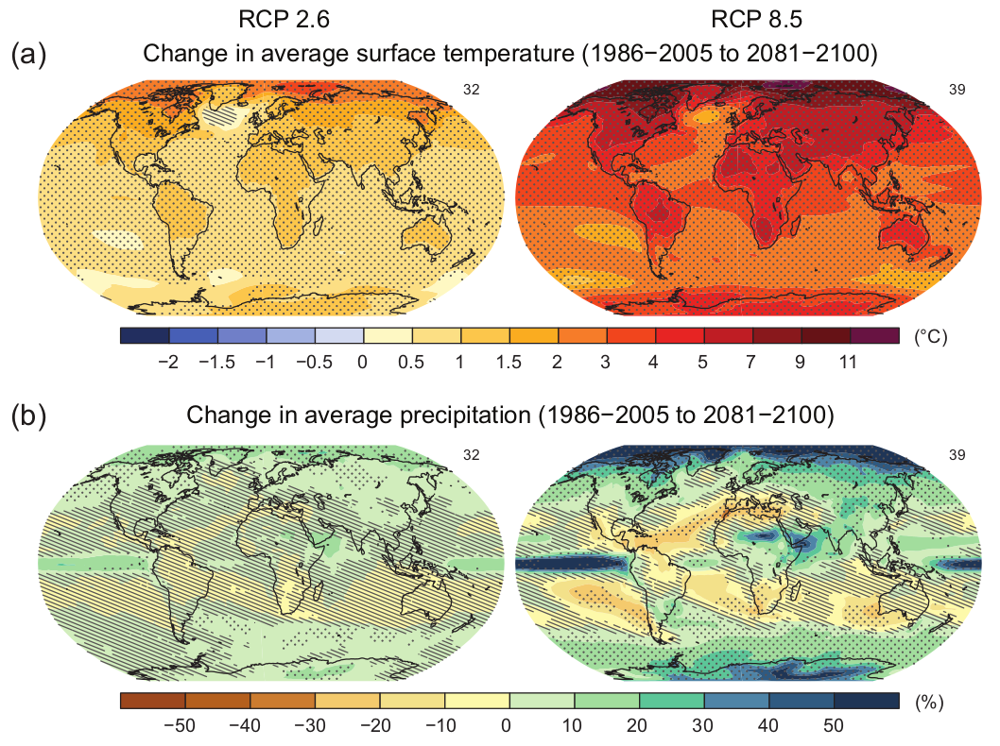 RCP 2.6 RCP 8.5
(a) Change in average surface temperature (1986−2005 to 2081−2100)
32 39
−2 −1.5 −1 −0.5 0 0.5 1 1.5 2 3 4 5 7 9 11 (°C)
(b) Change in average precipitation (1986−2005 to 2081−2100)
32 39
−50 −40 −30 −20 −10 0 10 20 30 40 50 (%)